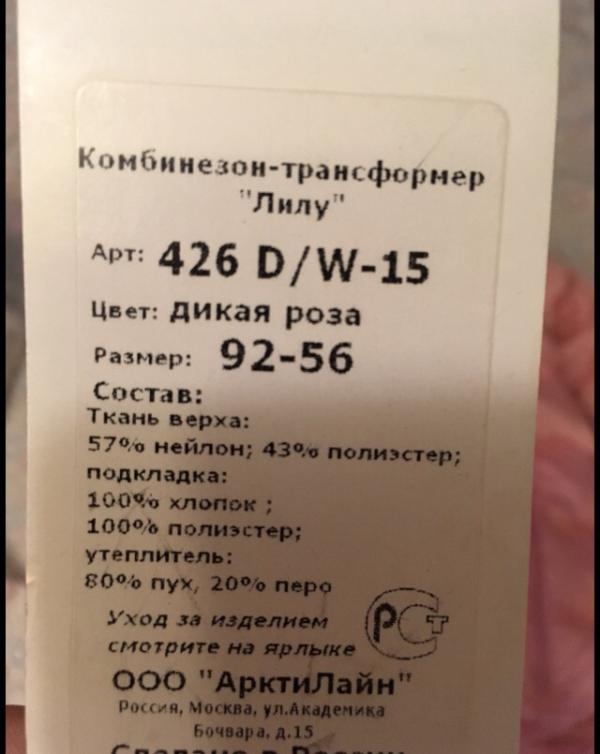 Комбинезон-трансформер
"Лилу"
Арт: 426 D/W-15
Цвет: дикая роза
Размер: 92-56
Состав:
Ткань верха:
57% нейлон; 43% полиэстер;
подкладка:
100% хлопок ;
100% полиэстер;
утеплитель:
80% пух, 20% перо
Уход за изделием
смотрите на ярлыке
РСТ
ООО "АрктиЛайн"
Россия, Москва, ул.Академика
Бочвара, д.15
Сделано в России